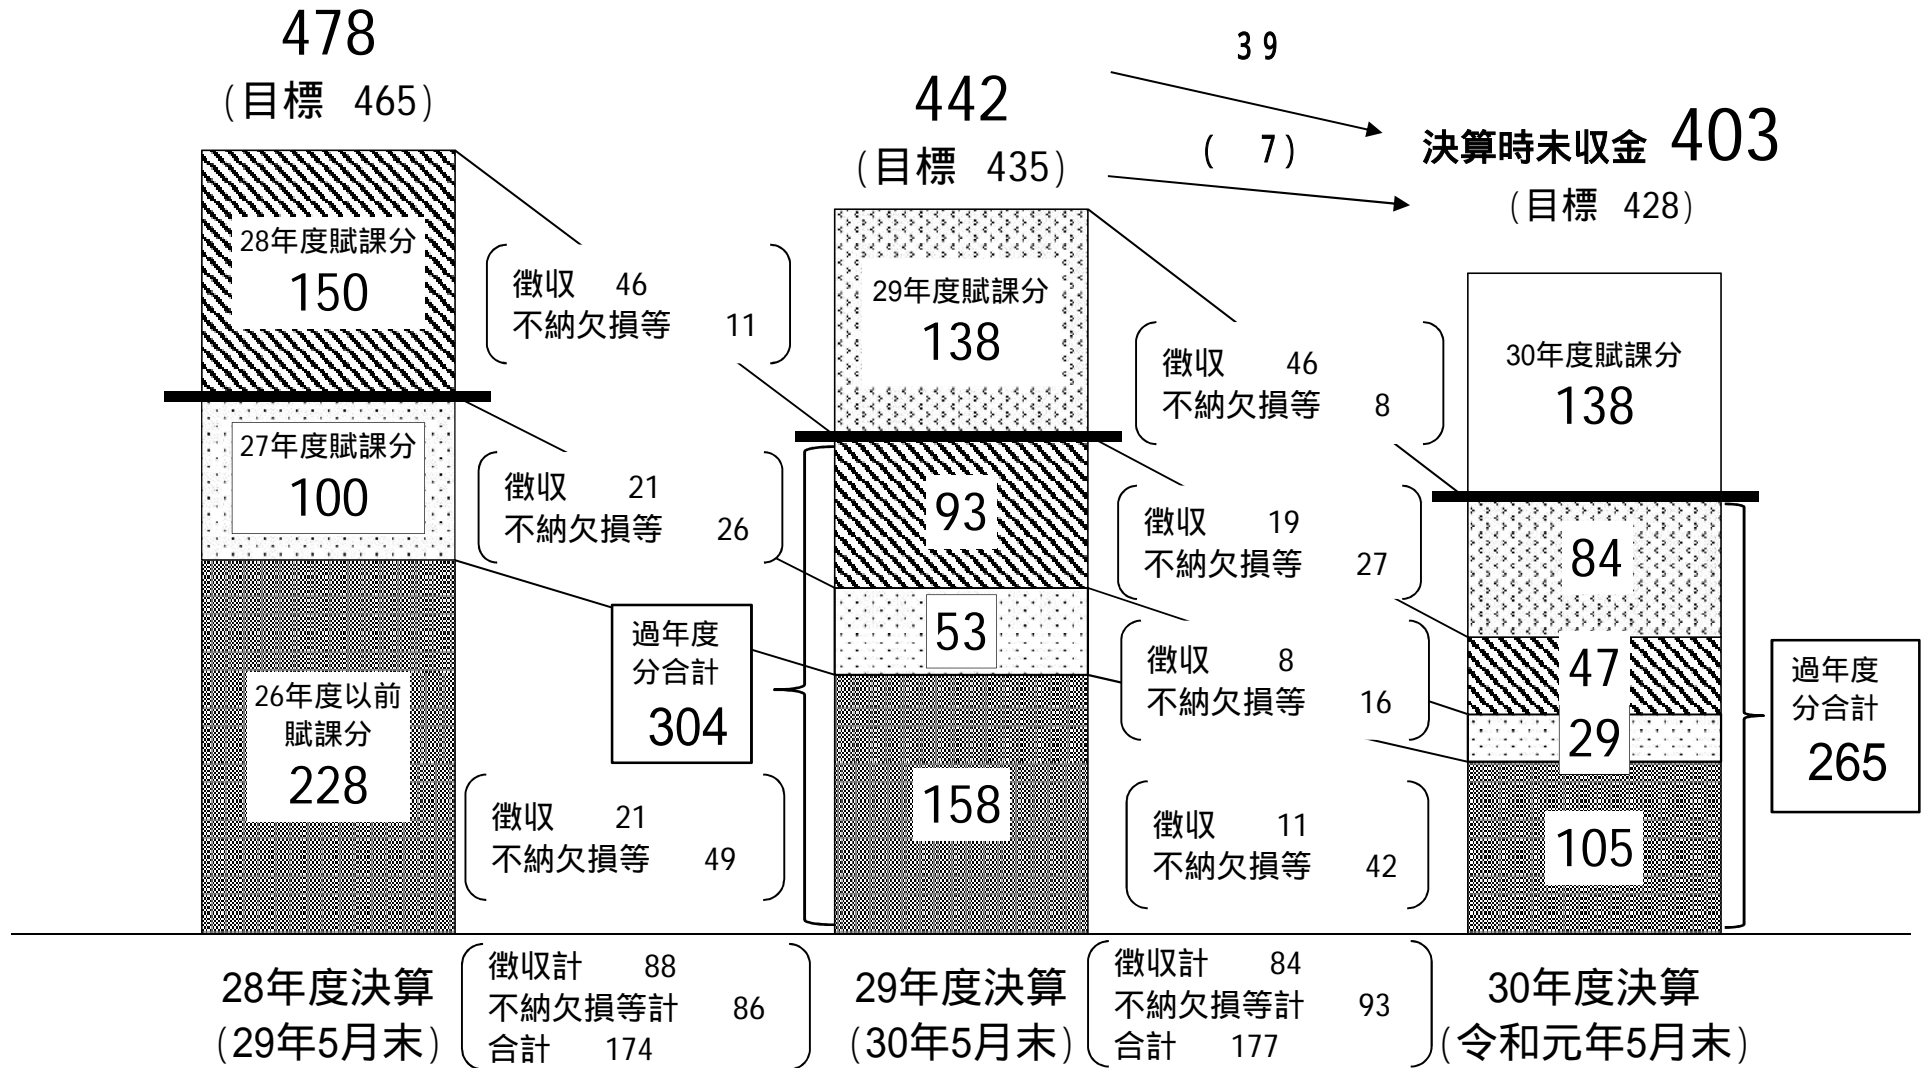 478
(目標 465)
28年度賦課分
150
27年度賦課分
100
26年度以前
賦課分
228
28年度決算
(29年5月末)
徴収 46
不納欠損等 11
徴収 21
不納欠損等 26
過年度
分合計
304
徴収 21
不納欠損等 49
徴収計 88
不納欠損等計 86
合計 174
442
(目標 435)
29年度賦課分
138
93
53
158
29年度決算
(30年5月末)
39
( 7)
徴収 46
不納欠損等 8
徴収 19
不納欠損等 27
徴収 8
不納欠損等 16
徴収 11
不納欠損等 42
徴収計 84
不納欠損等計 93
合計 177
決算時未収金 403
(目標 428)
30年度賦課分
138
84
47
29
105
過年度
分合計
265
30年度決算
(令和元年5月末)